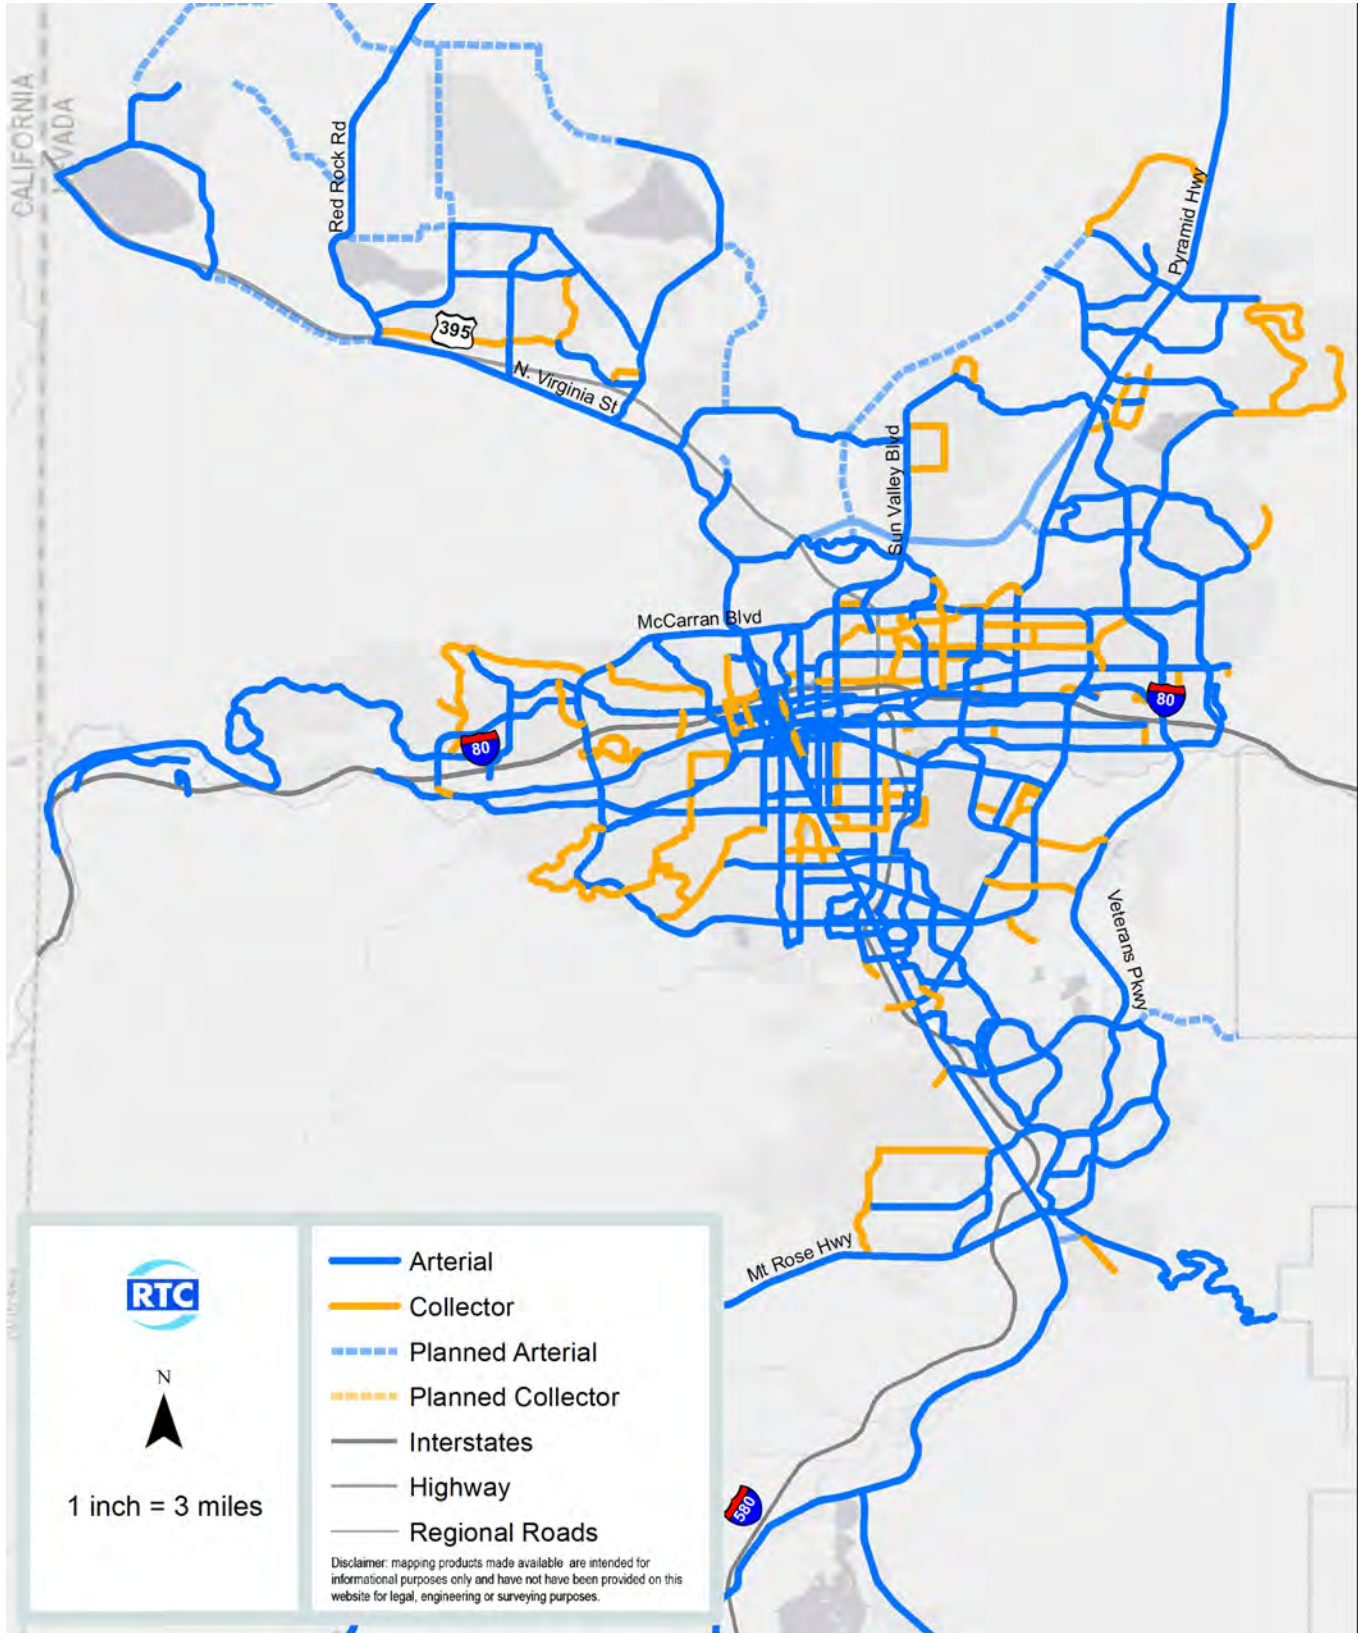 CALIFORNIA
NEVADA
Red Rock Rd
Pyramid Hwy
395
N. Virginia St
Sun Valley Blvd
McCarran Blvd
80
80
Veterans Pkwy
Mt Rose Hwy
580
RTC
N
1 inch = 3 miles
Arterial
Collector
Planned Arterial
Planned Collector
Interstates
Highway
Regional Roads
Disclaimer: mapping products made available are intended for
informational purposes only and have not have been provided on this
website for legal, engineering or surveying purposes.